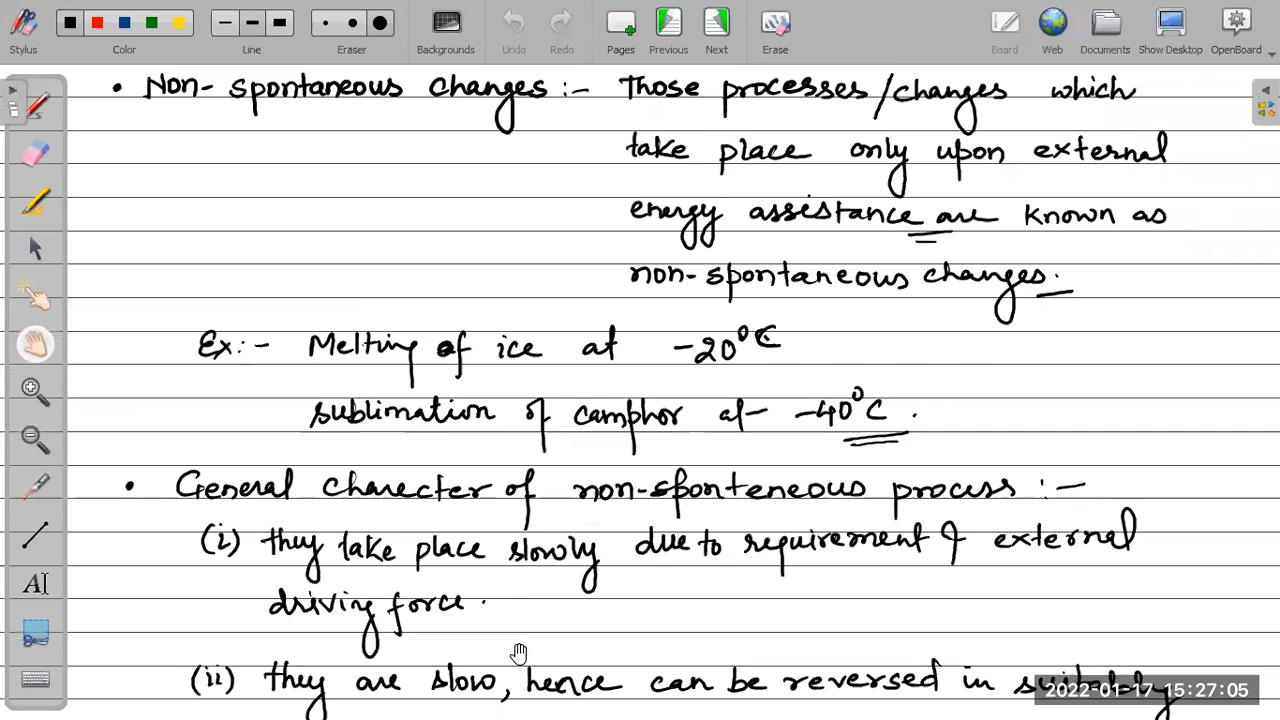 Stylus Color Line Eraser Backgrounds Undo Redo Pages Previous Next Erase Board Web Documents Show Desktop OpenBoard
• Non-spontaneous changes :- Those processes/changes which
take place only upon external
energy assistance are known as
non-spontaneous changes.
Ex:- Melting of ice at -20°C
sublimation of camphor at -40°C.
• General charecter of non-sponteneous process :-
(i) they take place slowly due to requirement of external
driving force.
(ii) they are slow, hence can be reversed in suitably
2022-01-17 15:27:05